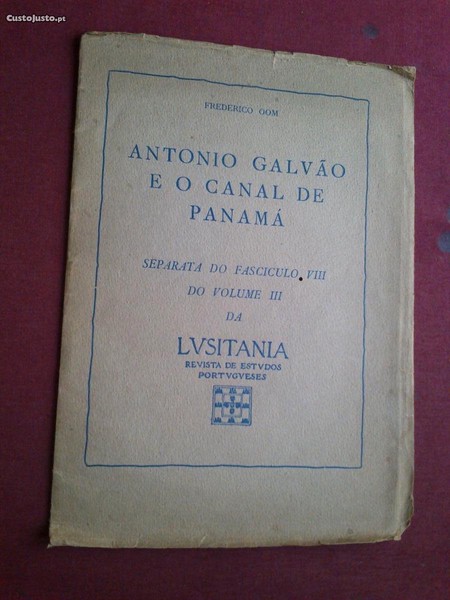 CustoJusto.pt
FREDERICO OOM
ANTONIO GALVÃO
E O CANAL DE
PANAMÁ
SEPARATA DO FASCICULO VIII
DO VOLUME III
DA
LVSITANIA
REVISTA DE ESTVDOS
PORTVGVESES